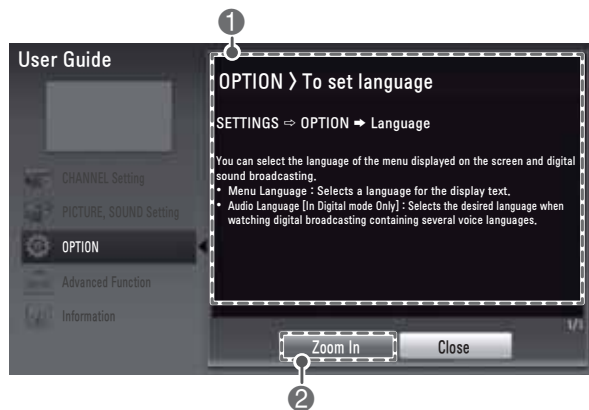 1
User Guide
OPTION 〉 To set language
SETTINGS ⇨ OPTION ➡ Language
You can select the language of the menu displayed on the screen and digital
sound broadcasting.
• Menu Language : Selects a language for the display text.
• Audio Language [In Digital mode Only] : Selects the desired language when
watching digital broadcasting containing several voice languages.
CHANNEL Setting
PICTURE, SOUND Setting
OPTION
Advanced Function
Information
1/1
Zoom In
Close
2